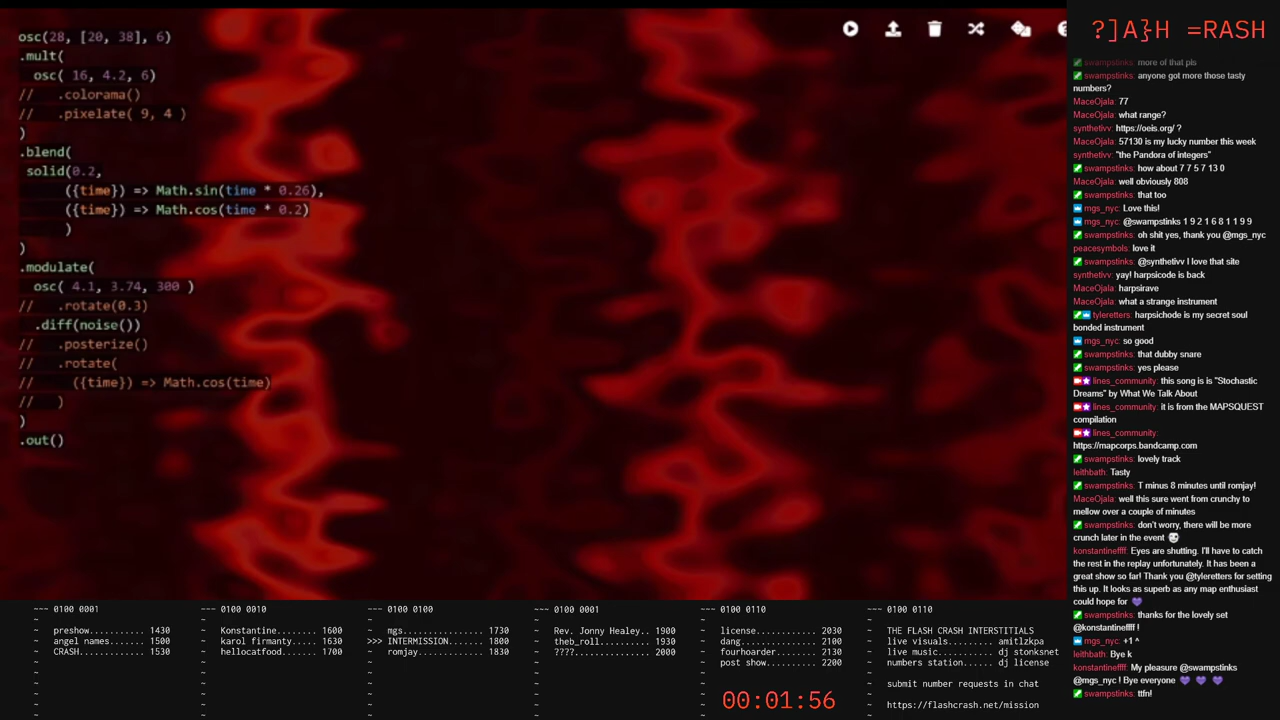 osc(28, [20, 38], 6)
.mult(
osc( 16, 4.2, 6)
// .colorama()
// .pixelate( 9, 4 )
)
.blend(
solid(0.2,
({time}) => Math.sin(time * 0.26),
({time}) => Math.cos(time * 0.2)
)
)
.modulate(
osc( 4.1, 3.74, 300 )
// .rotate(0.3)
.diff(noise())
// .posterize()
// .rotate(
// ({time}) => Math.cos(time)
// )
)
.out()
?]A}H =RASH
swampstinks: more of that pls
swampstinks: anyone got more those tasty
numbers?
MaceOjala: 77
MaceOjala: what range?
synthetivv: https://oeis.org/ ?
MaceOjala: 57130 is my lucky number this week
synthetivv: "the Pandora of integers"
swampstinks: how about 7 7 5 7 13 0
MaceOjala: well obviously 808
swampstinks: that too
mgs_nyc: Love this!
mgs_nyc: @swampstinks 1 9 2 1 6 8 1 1 9 9
swampstinks: oh shit yes, thank you @mgs_nyc
peacesymbols: love it
swampstinks: @synthetivv I love that site
synthetivv: yay! harpsicode is back
MaceOjala: harpsirave
MaceOjala: what a strange instrument
tyleretters: harpsichode is my secret soul
bonded instrument
mgs_nyc: so good
swampstinks: that dubby snare
swampstinks: yes please
lines_community: this song is is "Stochastic
Dreams" by What We Talk About
lines_community: it is from the MAPSQUEST
compilation
lines_community:
https://mapcorps.bandcamp.com
swampstinks: lovely track
leithbath: Tasty
swampstinks: T minus 8 minutes until romjay!
MaceOjala: well this sure went from crunchy to
mellow over a couple of minutes
swampstinks: don't worry, there will be more
crunch later in the event
konstantineffff: Eyes are shutting. I'll have to catch
the rest in the replay unfortunately. It has been a
great show so far! Thank you @tyleretters for setting
this up. It looks as superb as any map enthusiast
could hope for 💜
swampstinks: thanks for the lovely set
@konstantineffff !
mgs_nyc: +1 ^
leithbath: Bye k
konstantineffff: My pleasure @swampstinks
@mgs_nyc ! Bye everyone 💜 💜 💜
swampstinks: ttfn!
~~~ 0100 0001
~
~ preshow.......... 1430
~ angel names...... 1500
~ CRASH............ 1530
~
~
~
~
~
~~~ 0100 0010
~
~ Konstantine...... 1600
~ karol firmanty... 1630
~ hellocatfood..... 1700
~
~
~
~
~
~~~ 0100 0100
~
~ mgs.............. 1730
>>> INTERMISSION..... 1800
~ romjay........... 1830
~
~
~
~
~
~~~ 0100 0001
~
~ Rev. Jonny Healey.. 1900
~ theb_roll........ 1930
~ ????............. 2000
~
~
~
~
~
~~~ 0100 0110
~
~ license.......... 2030
~ dang............. 2100
~ fourhoarder...... 2130
~ post show........ 2200
~
~
~
~
00:01:56
~~~ 0100 0110
~
~ THE FLASH CRASH INTERSTITIALS
~ live visuals....... amitlzkpa
~ live music....... dj stonksnet
~ numbers station.... dj license
~
~ submit number requests in chat
~
~ https://flashcrash.net/mission
~